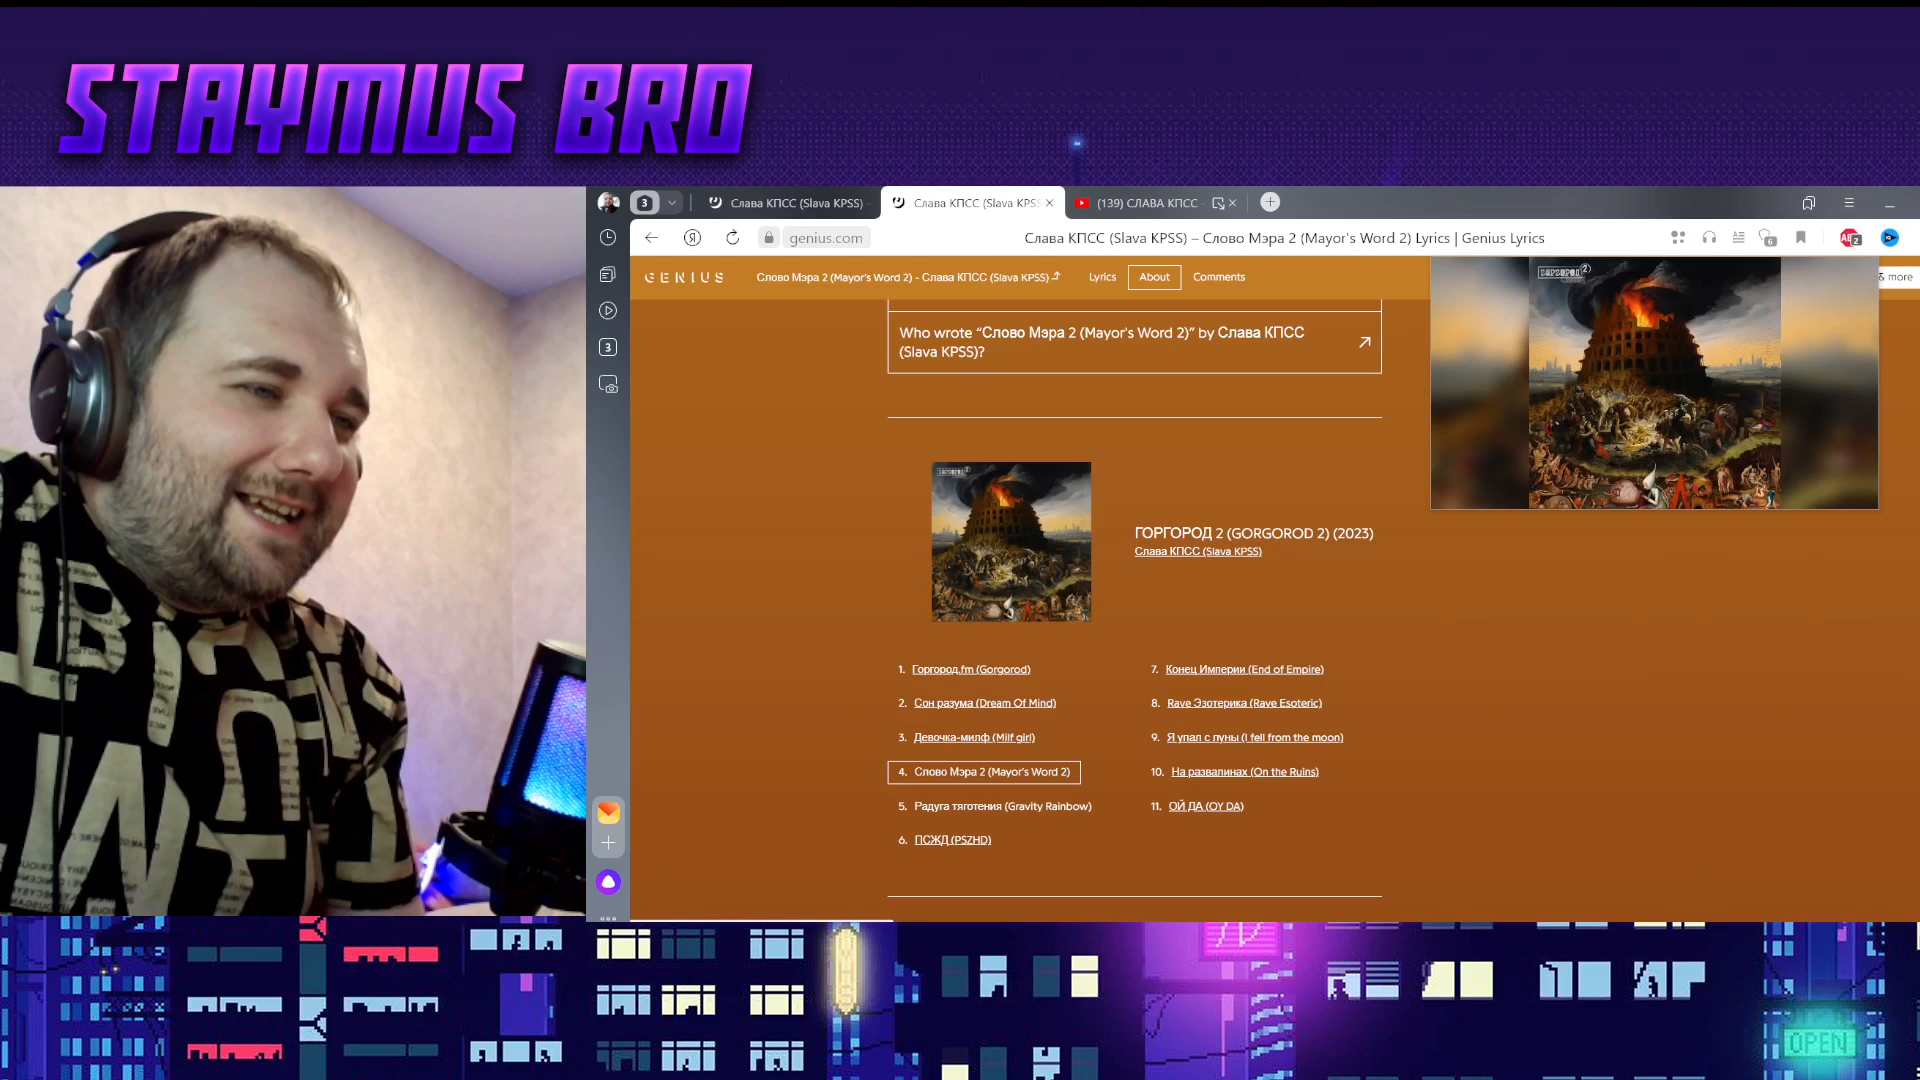 STAYMUS BRO
3
Слава КПСС (Slava KPSS)
Слава КПСС (Slava KPSS
(139) СЛАВА КПСС
genius.com
Слава КПСС (Slava KPSS) – Слово Мэра 2 (Mayor's Word 2) Lyrics | Genius Lyrics
6
2
GENIUS
Слово Мэра 2 (Mayor's Word 2) - Слава КПСС (Slava KPSS)
Lyrics
About
Comments
& more
3
Who wrote “Слово Мэра 2 (Mayor's Word 2)” by Слава КПСС
(Slava KPSS)?
ГОРГОРОД 2 (GORGOROD 2) (2023)
Слава КПСС (Slava KPSS)
1. Горгород.fm (Gorgorod)
2. Сон разума (Dream Of Mind)
3. Девочка-милф (Milf girl)
4. Слово Мэра 2 (Mayor's Word 2)
5. Радуга тяготения (Gravity Rainbow)
6. ПСЖД (PSZHD)
7. Конец Империи (End of Empire)
8. Rave Эзотерика (Rave Esoteric)
9. Я упал с луны (I fell from the moon)
10. На развалинах (On the Ruins)
11. ОЙ ДА (OY DA)
OPEN